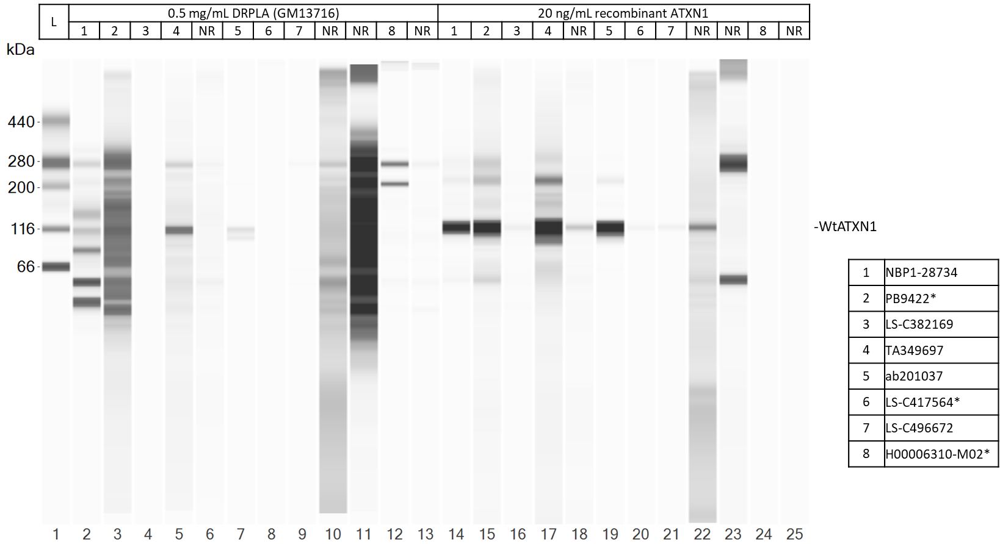 L 0.5 mg/mL DRPLA (GM13716) 20 ng/mL recombinant ATXN1
1 2 3 4 NR 5 6 7 NR NR 8 NR 1 2 3 4 NR 5 6 7 NR NR 8 NR
kDa
440
280
200
116
66
-WtATXN1
1 NBP1-28734
2 PB9422*
3 LS-C382169
4 TA349697
5 ab201037
6 LS-C417564*
7 LS-C496672
8 H00006310-M02*
1 2 3 4 5 6 7 8 9 10 11 12 13 14 15 16 17 18 19 20 21 22 23 24 25